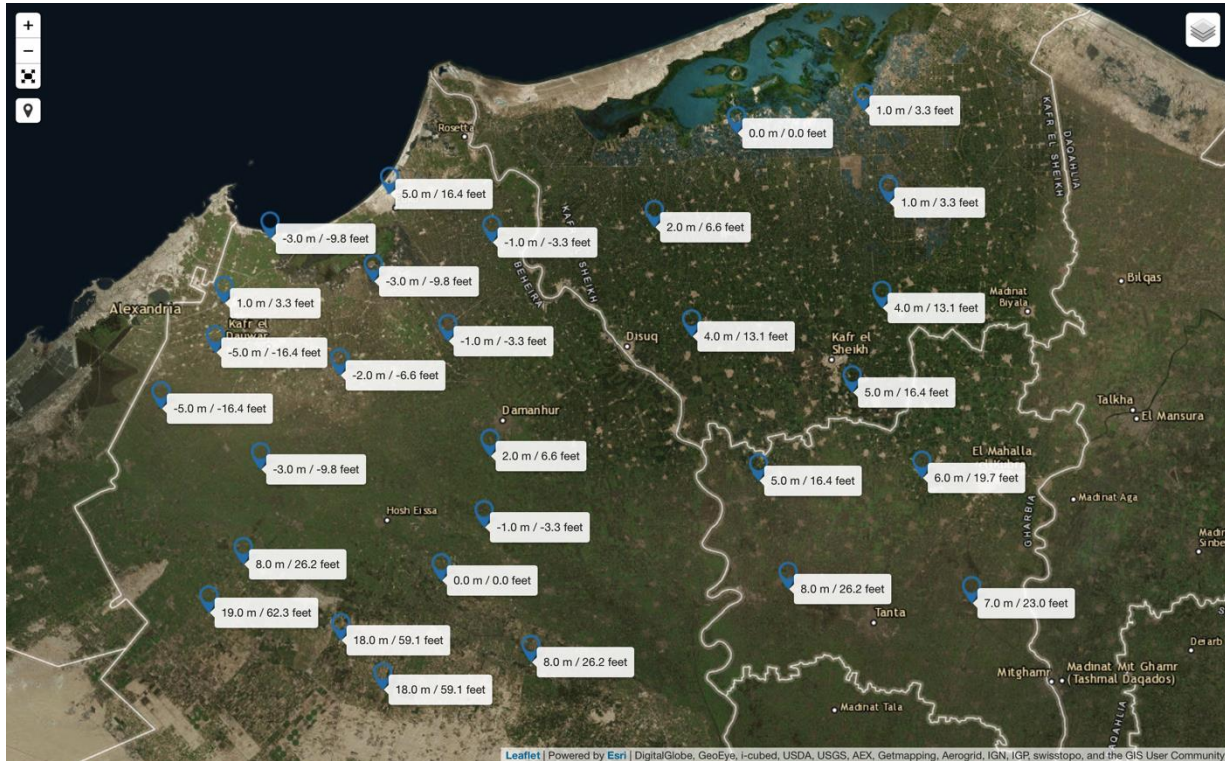 +
−
1.0 m / 3.3 feet
0.0 m / 0.0 feet
Rosetta
KAFR EL SHEIKH
DAQAHLIA
5.0 m / 16.4 feet
1.0 m / 3.3 feet
2.0 m / 6.6 feet
-3.0 m / -9.8 feet
-1.0 m / -3.3 feet
KAFR SHEIKH
BEHEIRA
-3.0 m / -9.8 feet
Bilqas
1.0 m / 3.3 feet
Alexandria
Madinat
Biyala
4.0 m / 13.1 feet
Kafr el
Dauwar
-1.0 m / -3.3 feet
4.0 m / 13.1 feet
Disuq
Kafr el
Sheikh
-5.0 m / -16.4 feet
-2.0 m / -6.6 feet
5.0 m / 16.4 feet
-5.0 m / -16.4 feet
Damanhur
Talkha
El Mansura
-3.0 m / -9.8 feet
2.0 m / 6.6 feet
El Mahalla
5.0 m / 16.4 feet
6.0 m / 19.7 feet
Madinat Aga
Hosh Eissa
-1.0 m / -3.3 feet
GHARBIA
8.0 m / 26.2 feet
0.0 m / 0.0 feet
8.0 m / 26.2 feet
7.0 m / 23.0 feet
19.0 m / 62.3 feet
Tanta
18.0 m / 59.1 feet
8.0 m / 26.2 feet
Mitghamr
Madinat Mit Ghamr
(Tashmal Daqados)
18.0 m / 59.1 feet
Madinat Tala
Leaflet | Powered by Esri | DigitalGlobe, GeoEye, i-cubed, USDA, USGS, AEX, Getmapping, Aerogrid, IGN, IGP, swisstopo, and the GIS User Community